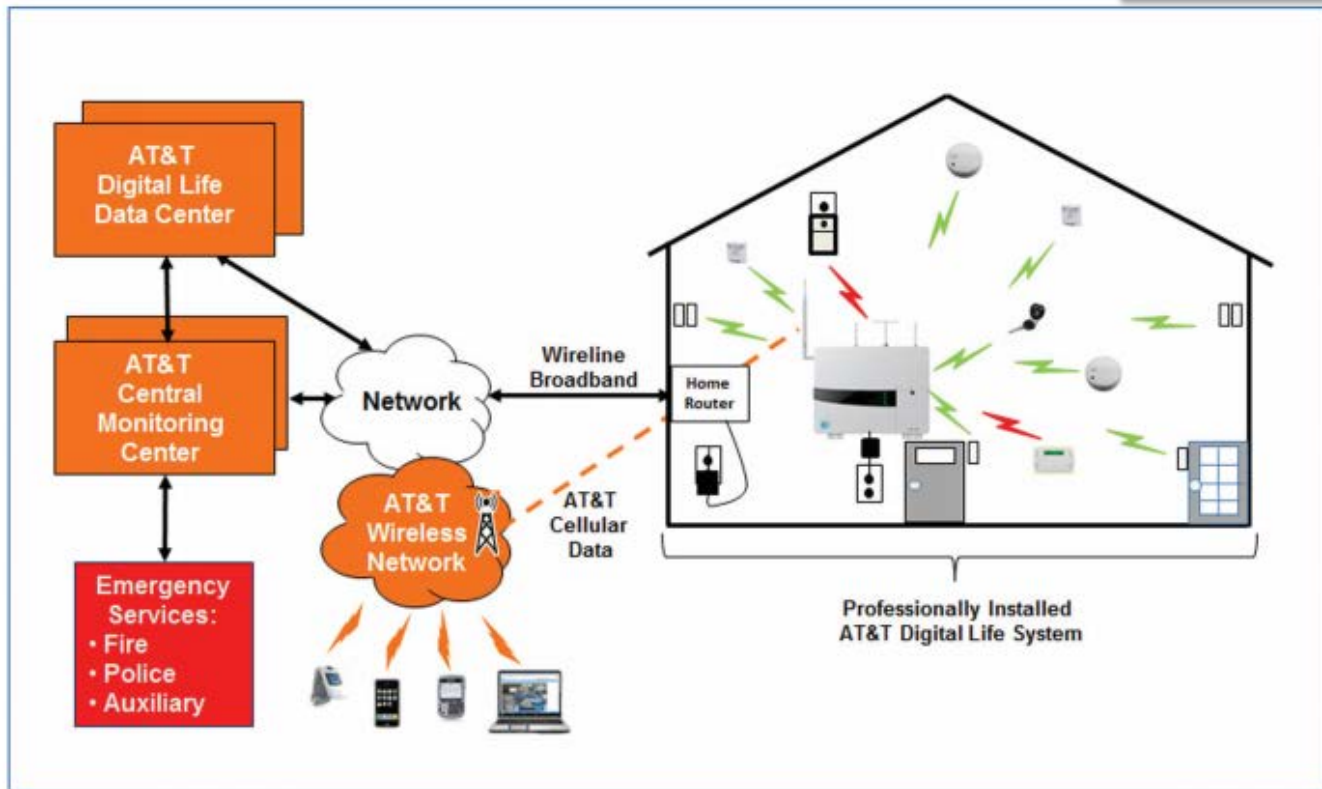 AT&T
Digital Life
Data Center
AT&T
Central
Monitoring
Center
Emergency
Services:
• Fire
• Police
• Auxiliary
Network
AT&T
Wireless
Network
Wireline
Broadband
AT&T
Cellular
Data
Home
Router
Professionally Installed
AT&T Digital Life System